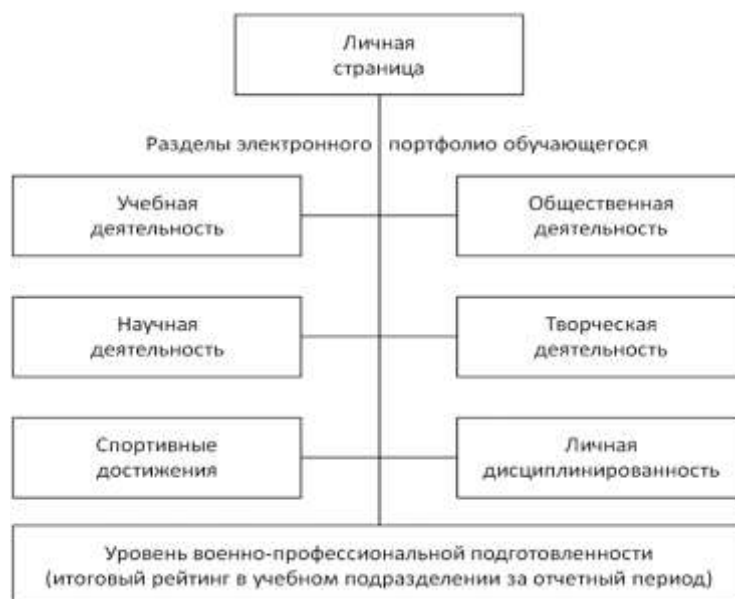 Личная
страница
Разделы электронного портфолио обучающегося
Учебная
деятельность
Общественная
деятельность
Научная
деятельность
Творческая
деятельность
Спортивные
достижения
Личная
дисциплинированность
Уровень военно-профессиональной подготовленности
(итоговый рейтинг в учебном подразделении за отчетный период)